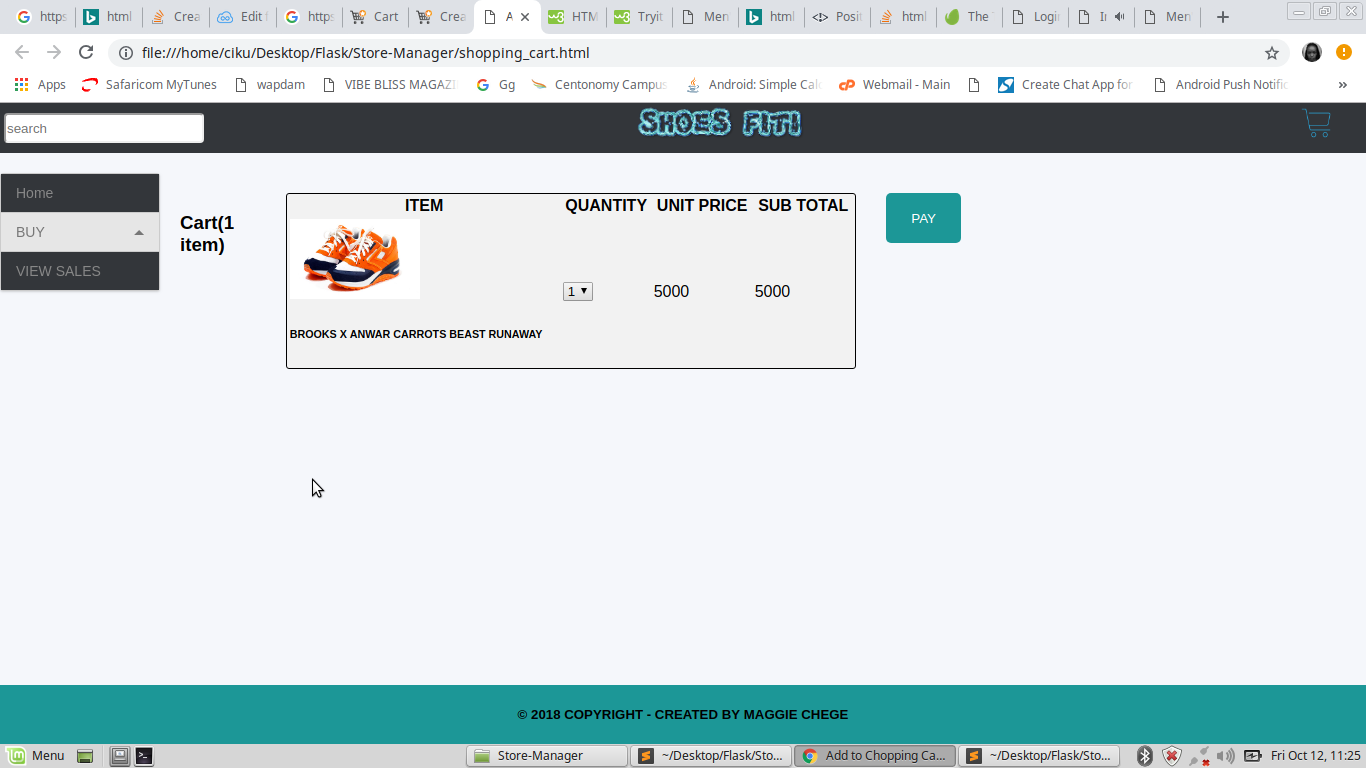 https
html
Crea
Edit f
https
Cart
Crea
A
HTM
Tryit
Men
html
Posit
html
The
Login
Men
file:///home/ciku/Desktop/Flask/Store-Manager/shopping_cart.html
Apps
Safaricom MyTunes
wapdam
VIBE BLISS MAGAZI
Gg
Centonomy Campus
Android: Simple Calc
Webmail - Main
Create Chat App for
Android Push Notific
»
search
SHOES FITI
Home
BUY
VIEW SALES
Cart(1
item)
ITEM QUANTITY UNIT PRICE SUB TOTAL
1 5000 5000
BROOKS X ANWAR CARROTS BEAST RUNAWAY
PAY
© 2018 COPYRIGHT - CREATED BY MAGGIE CHEGE
Menu
Store-Manager
~/Desktop/Flask/Sto...
Add to Chopping Ca...
~/Desktop/Flask/Sto...
Fri Oct 12, 11:25